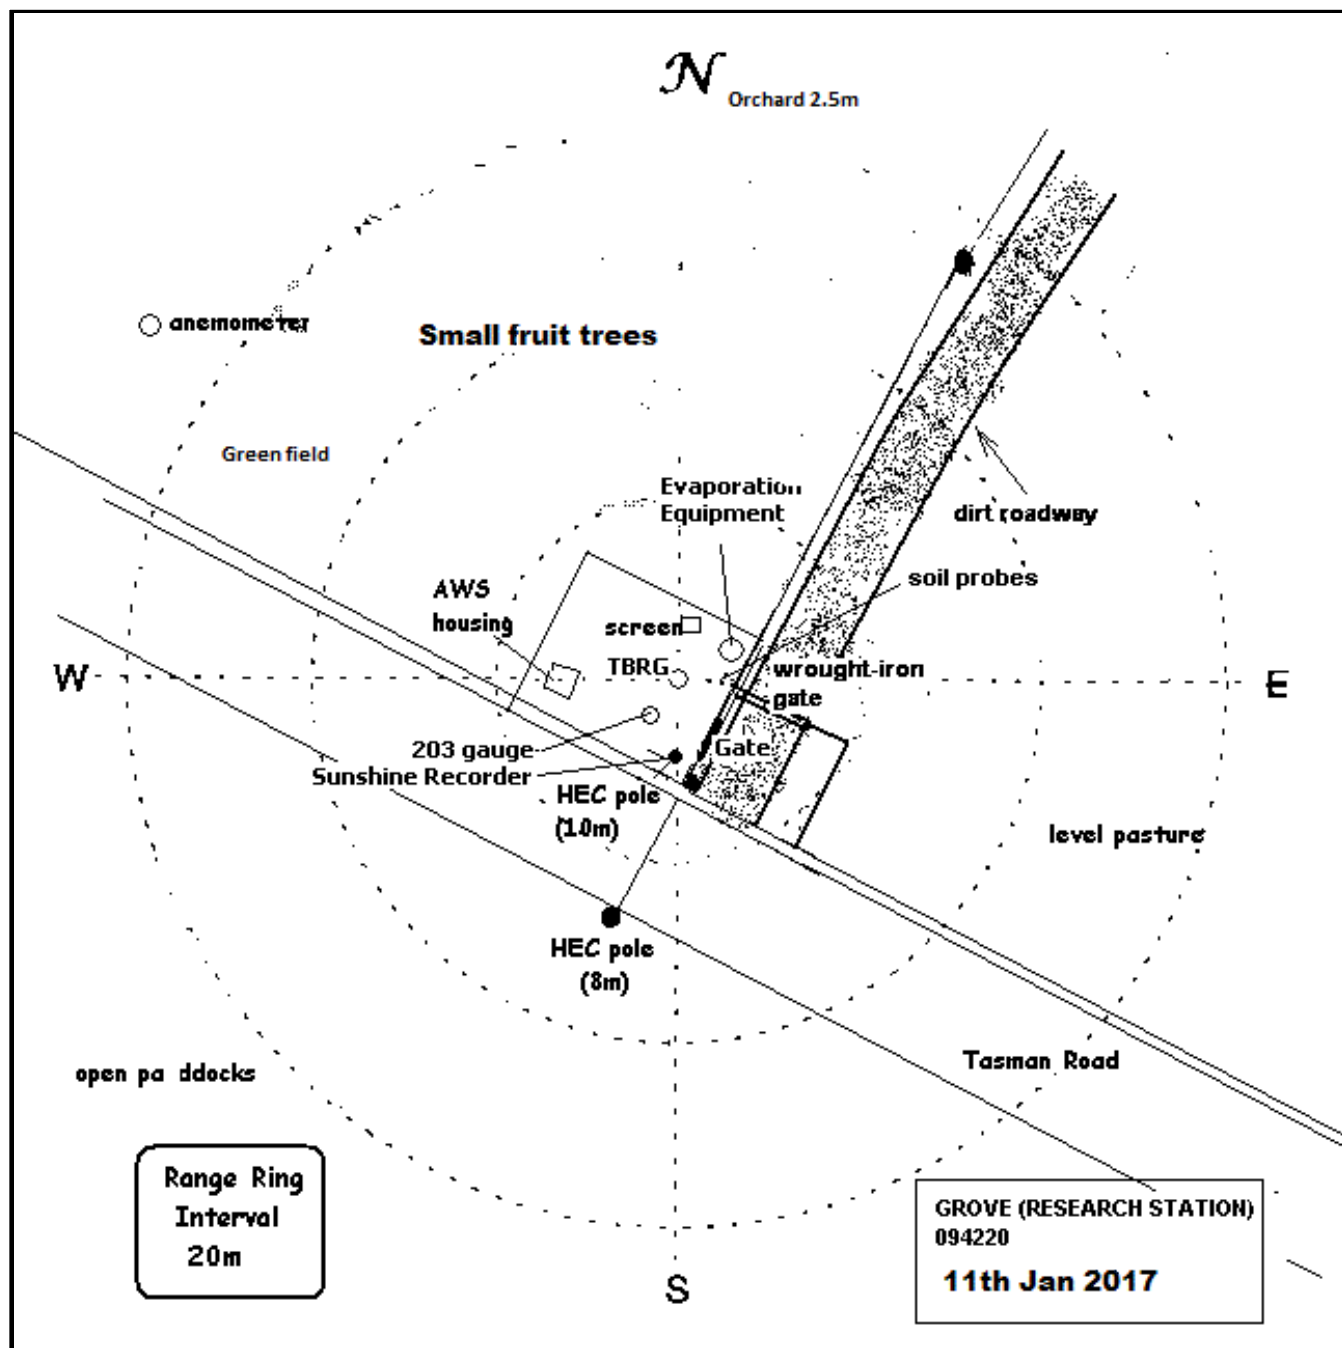 N
Orchard 2.5m
anemometer
Small fruit trees
Green field
Evaporation
Equipment
dirt roadway
soil probes
AWS
housing
screen
TBRG
W
wrought-iron
gate
E
203 gauge
Gate
Sunshine Recorder
HEC pole
(10m)
level pasture
HEC pole
(8m)
Tasman Road
open pa ddocks
Range Ring
Interval
20m
GROVE (RESEARCH STATION)
094220
11th Jan 2017
S